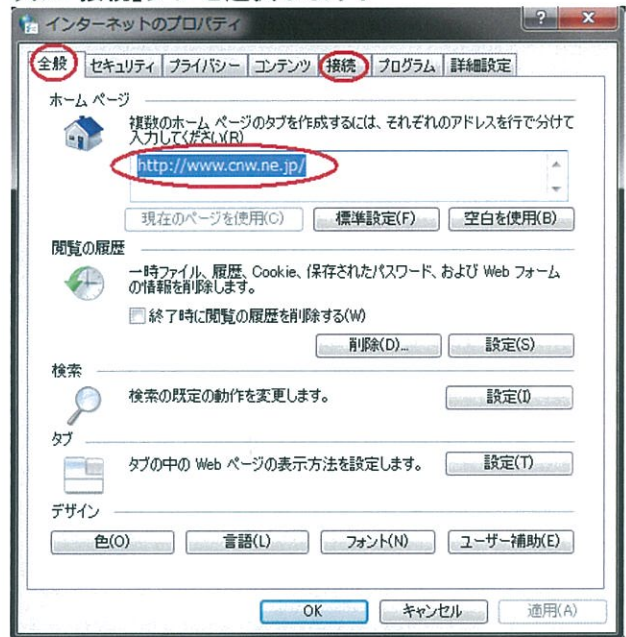 インターネットのプロパティ
全般 セキュリティ プライバシー コンテンツ 接続 プログラム 詳細設定
ホーム ページ
複数のホーム ページのタブを作成するには、それぞれのアドレスを行で分けて
入力してください(R)
http://www.cnw.ne.jp/
現在のページを使用(C) 標準設定(F) 空白を使用(B)
閲覧の履歴
一時ファイル、履歴、Cookie、保存されたパスワード、および Web フォーム
の情報を削除します。
終了時に閲覧の履歴を削除する(W)
削除(D)... 設定(S)
検索
検索の既定の動作を変更します。 設定(I)
タブ
タブの中の Web ページの表示方法を設定します。 設定(T)
デザイン
色(O) 言語(L) フォント(N) ユーザー補助(E)
OK キャンセル 適用(A)